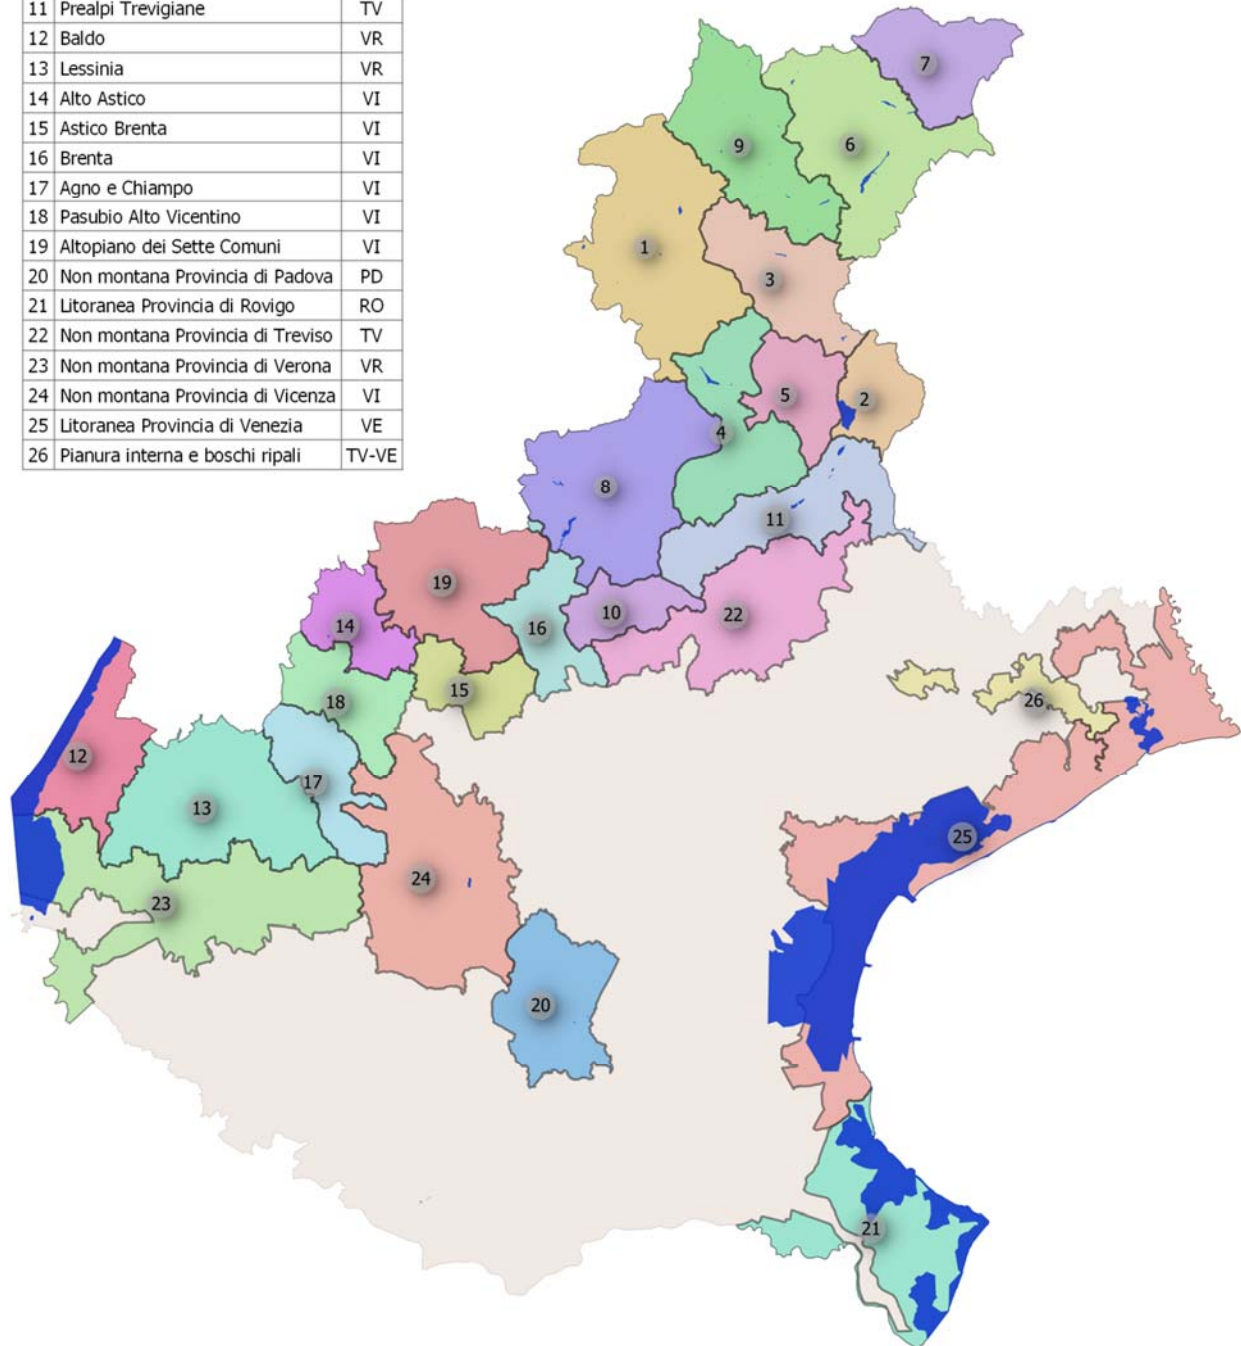 11 Prealpi Trevigiane TV
12 Baldo VR
13 Lessinia VR
14 Alto Astico VI
15 Astico Brenta VI
16 Brenta VI
17 Agno e Chiampo VI
18 Pasubio Alto Vicentino VI
19 Altopiano dei Sette Comuni VI
20 Non montana Provincia di Padova PD
21 Litoranea Provincia di Rovigo RO
22 Non montana Provincia di Treviso TV
23 Non montana Provincia di Verona VR
24 Non montana Provincia di Vicenza VI
25 Litoranea Provincia di Venezia VE
26 Pianura interna e boschi ripali TV-VE
7
9
6
1
3
5
2
4
8
11
19
10
22
14
16
15
26
18
12
17
13
25
24
23
20
21